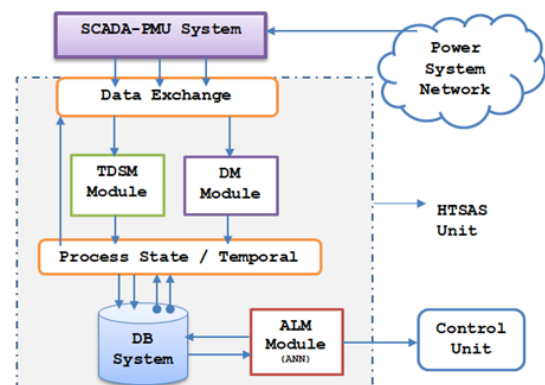 SCADA-PMU System
Power
System
Network
Data Exchange
TDSM
Module
DM
Module
HTSAS
Unit
Process State / Temporal
DB
System
ALM
Module
(ANN)
Control
Unit